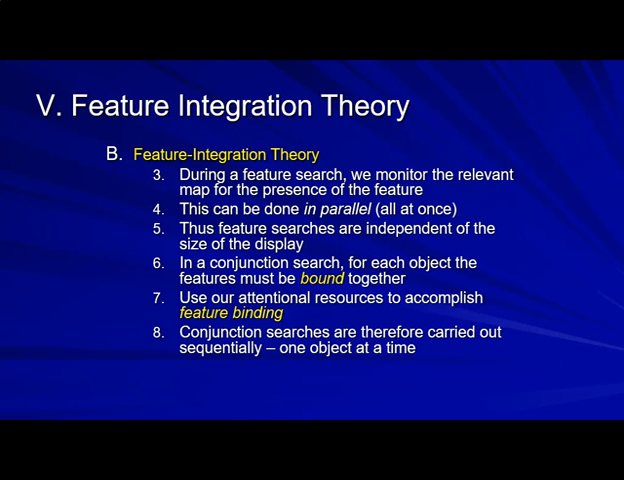 V. Feature Integration Theory
B. Feature-Integration Theory
3. During a feature search, we monitor the relevant
map for the presence of the feature
4. This can be done in parallel (all at once)
5. Thus feature searches are independent of the
size of the display
6. In a conjunction search, for each object the
features must be bound together
7. Use our attentional resources to accomplish
feature binding
8. Conjunction searches are therefore carried out
sequentially – one object at a time